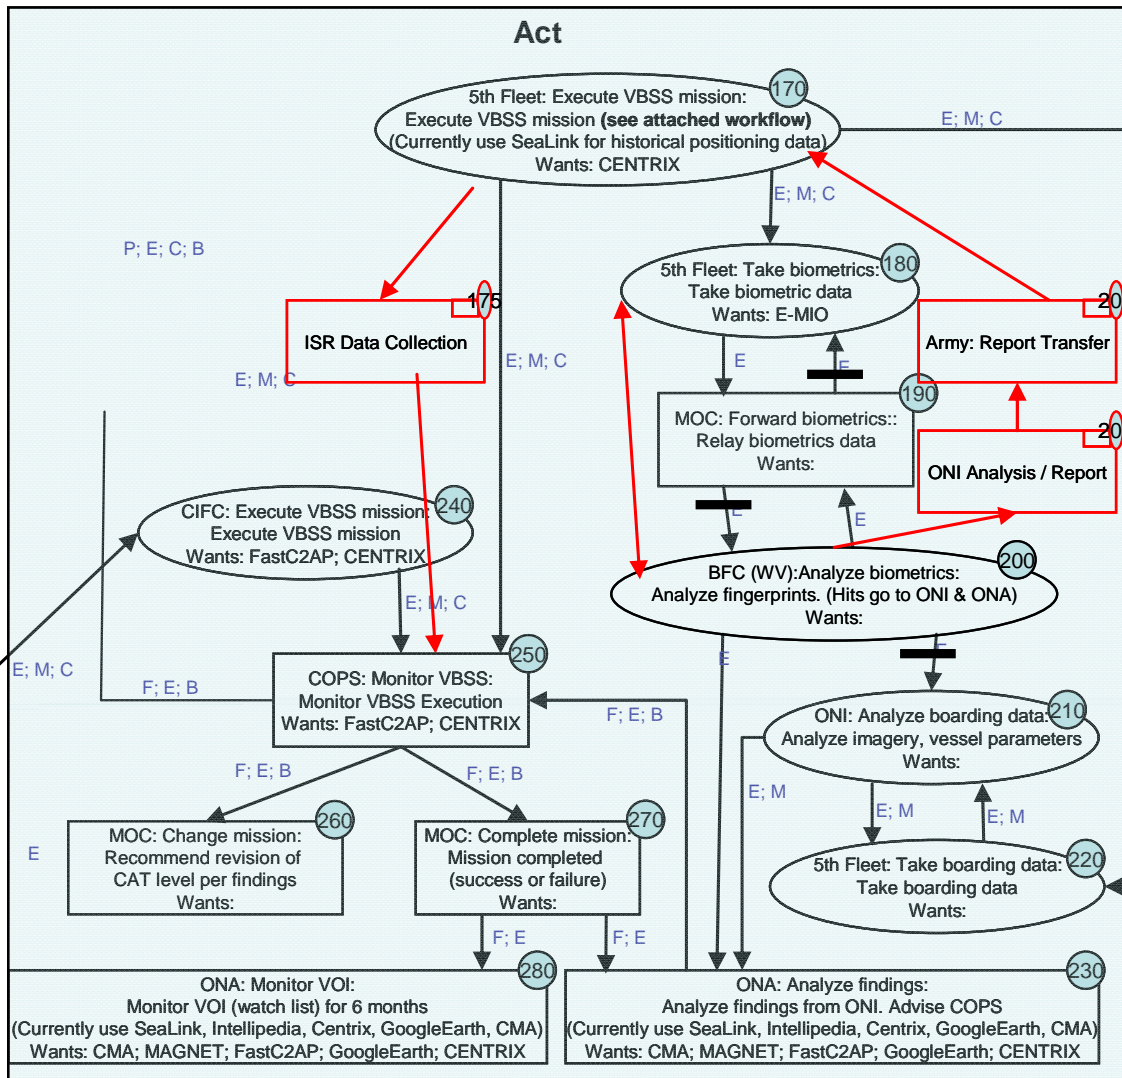 Act
170
5th Fleet: Execute VBSS mission:
Execute VBSS mission (see attached workflow)
(Currently use SeaLink for historical positioning data)
Wants: CENTRIX
E; M; C
E; M; C
P; E; C; B
180
5th Fleet: Take biometrics:
Take biometric data
Wants: E-MIO
175
ISR Data Collection
20
Army: Report Transfer
E; M; C
E; M; C
E
E
190
MOC: Forward biometrics::
Relay biometrics data
Wants:
20
ONI Analysis / Report
E
E
240
CIFC: Execute VBSS mission:
Execute VBSS mission
Wants: FastC2AP; CENTRIX
200
BFC (WV):Analyze biometrics:
Analyze fingerprints. (Hits go to ONI & ONA)
Wants:
E; M; C
E; M; C
E
E
250
COPS: Monitor VBSS:
Monitor VBSS Execution
Wants: FastC2AP; CENTRIX
F; E; B
F; E; B
210
ONI: Analyze boarding data:
Analyze imagery, vessel parameters
Wants:
F; E; B
F; E; B
E; M
E; M
E; M
260
MOC: Change mission:
Recommend revision of
CAT level per findings
Wants:
270
MOC: Complete mission:
Mission completed
(success or failure)
Wants:
E
220
5th Fleet: Take boarding data:
Take boarding data
Wants:
F; E
F; E
280
ONA: Monitor VOI:
Monitor VOI (watch list) for 6 months
(Currently use SeaLink, Intellipedia, Centrix, GoogleEarth, CMA)
Wants: CMA; MAGNET; FastC2AP; GoogleEarth; CENTRIX
230
ONA: Analyze findings:
Analyze findings from ONI. Advise COPS
(Currently use SeaLink, Intellipedia, Centrix, GoogleEarth, CMA)
Wants: CMA; MAGNET; FastC2AP; GoogleEarth; CENTRIX